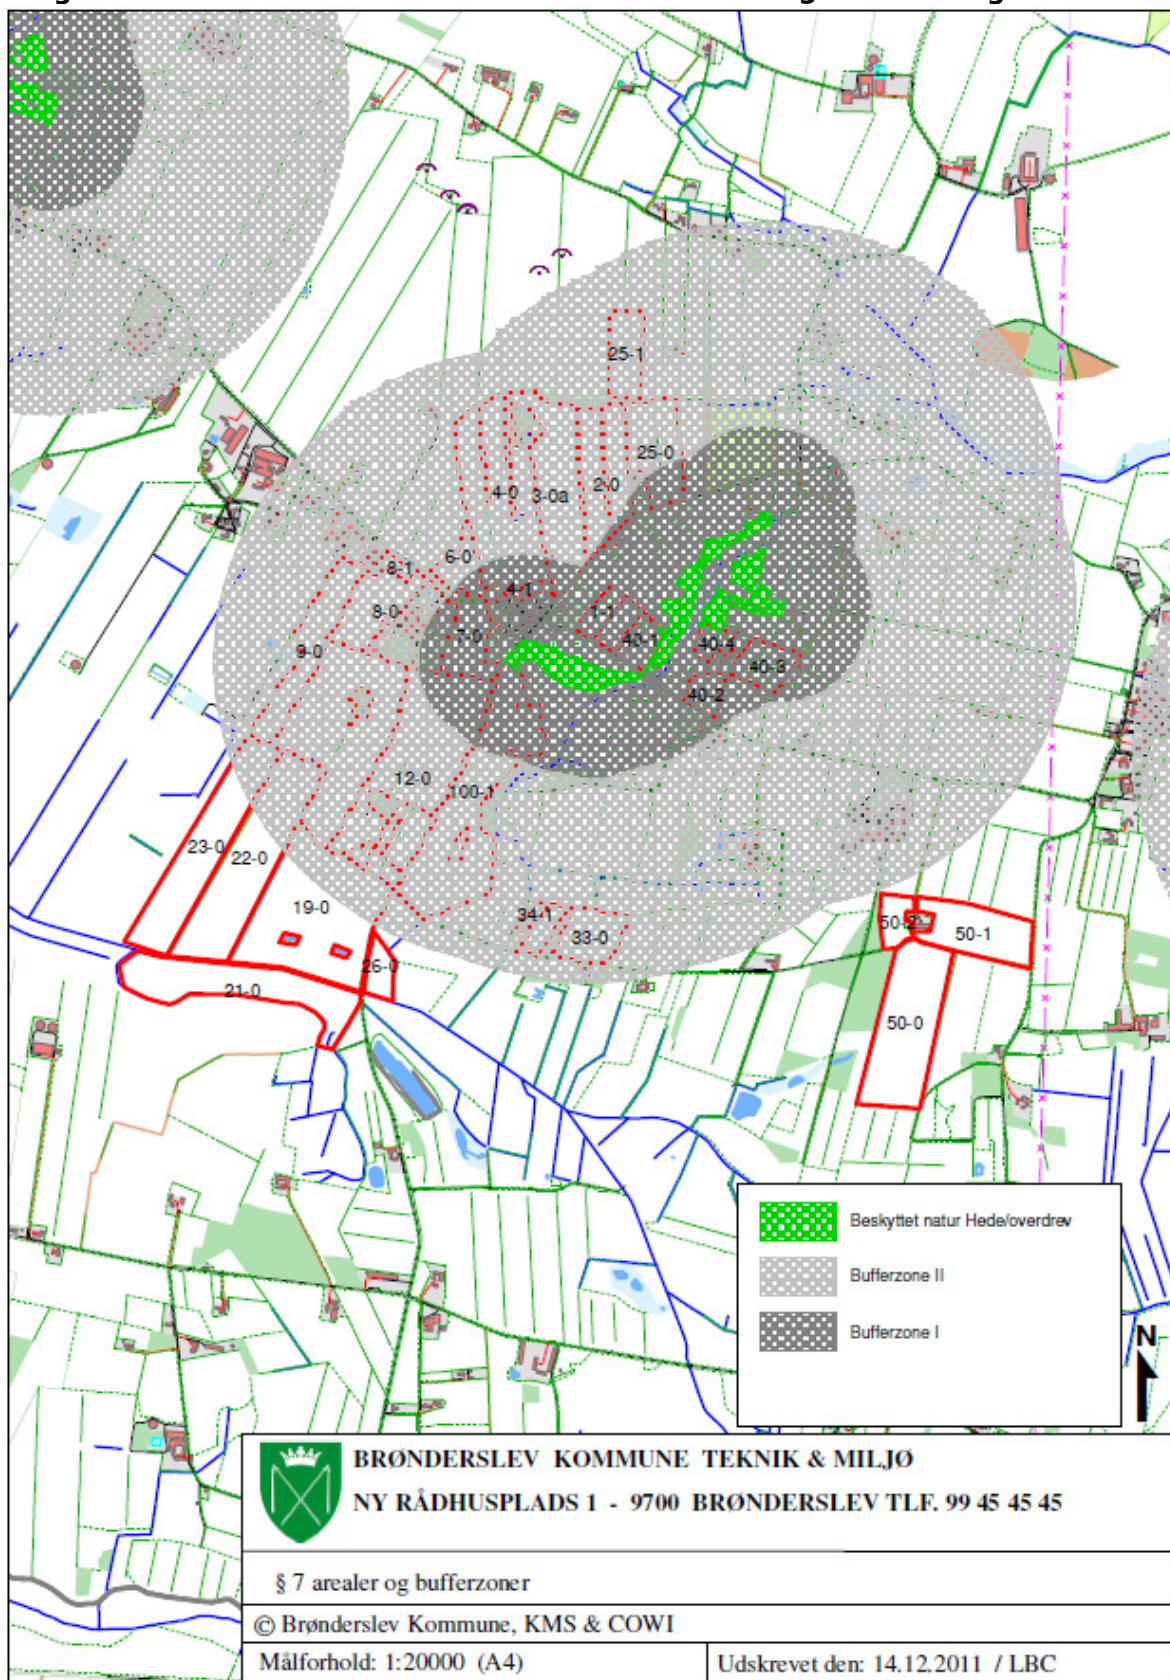 25-1
25-0
4-0
3-0a
2-0
6-0
8-1
4-1
8-0
1-1
7-0
40-1
40-4
9-0
40-3
40-2
12-0
100-1
23-0
22-0
19-0
34-1
33-0
50-2
50-1
26-0
21-0
50-0
Beskyttet natur Hede/overdrev
Bufferzone II
Bufferzone I
N
BRØNDERSLEV KOMMUNE TEKNIK & MILJØ
NY RÅDHUSPLADS 1 - 9700 BRØNDERSLEV TLF. 99 45 45 45
§ 7 arealer og bufferzoner
© Brønderslev Kommune, KMS & COWI
Målforhold: 1:20000 (A4)
Udskrevet den: 14.12.2011 / LBC